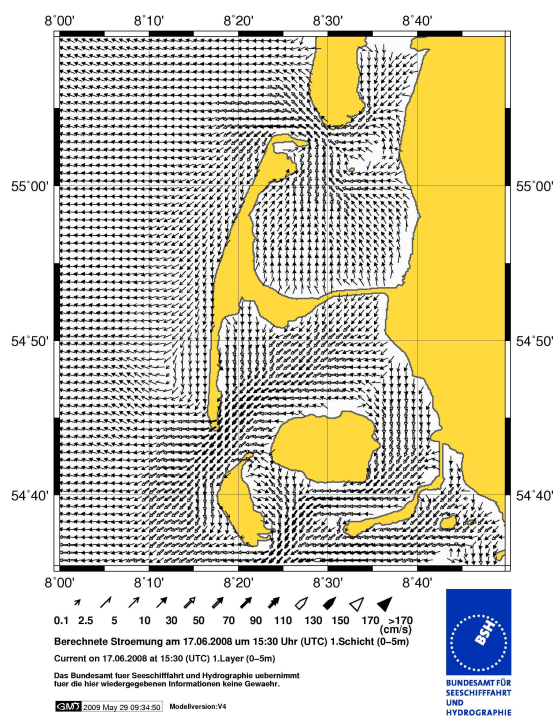 8°00' 8°10' 8°20' 8°30' 8°40'
55°00' 55°00'
54°50' 54°50'
54°40' 54°40'
8°00' 8°10' 8°20' 8°30' 8°40'
0.1 2.5 5 10 30 50 70 90 110 130 150 170 >170
(cm/s)
Berechnete Stroemung am 17.06.2008 um 15:30 Uhr (UTC) 1.Schicht (0-5m)
Current on 17.06.2008 at 15:30 (UTC) 1.Layer (0-5m)
Das Bundesamt fuer Seeschifffahrt und Hydrographie uebernimmt
fuer die hier wiedergegebenen Informationen keine Gewaehr.
GMD 2009 May 29 09:34:50 Modellversion:V4
BSH
BUNDESAMT FÜR
SEESCHIFFFAHRT
UND
HYDROGRAPHIE